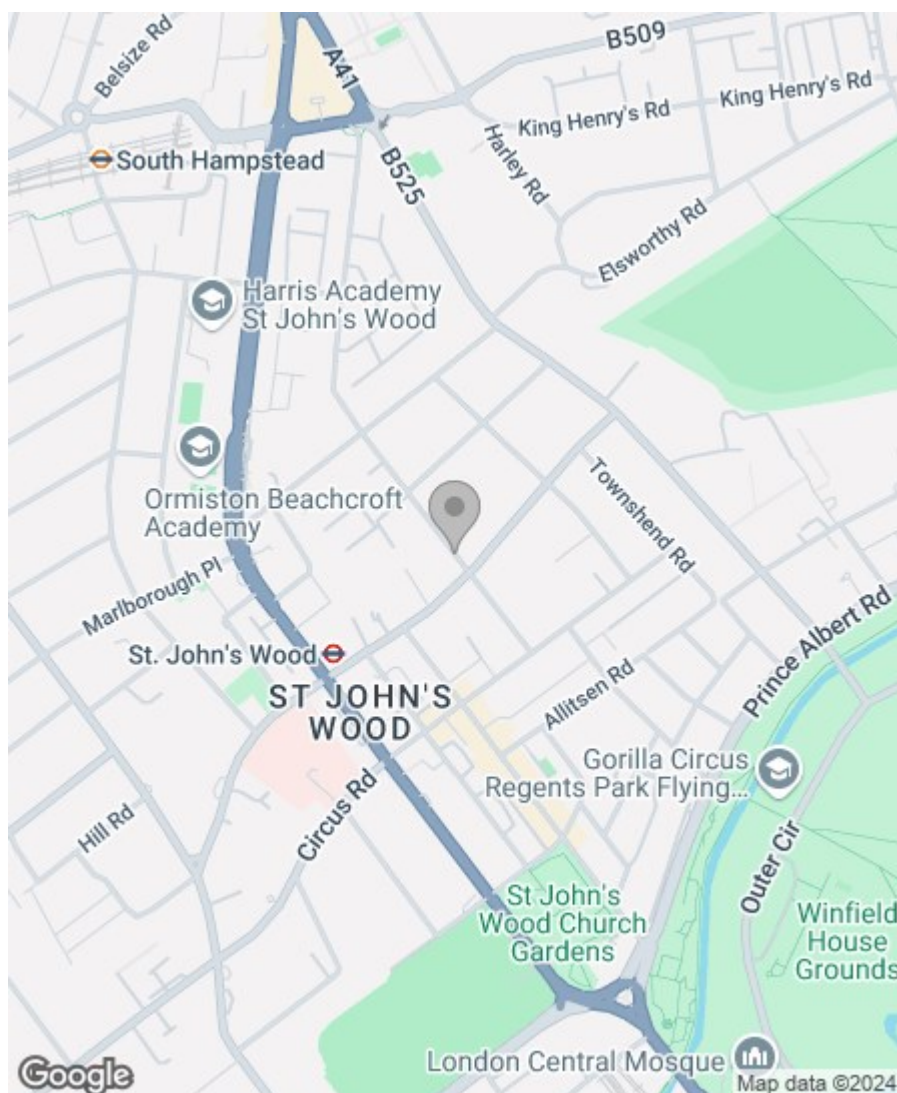 Belsize Rd
A41
B509
King Henry's Rd
King Henry's Rd
South Hampstead
B525
Harley Rd
Elsworthy Rd
Harris Academy
St John's Wood
Ormiston Beachcroft
Academy
Townshend Rd
Marlborough Pl
Prince Albert Rd
St. John's Wood
ST JOHN'S
WOOD
Allitsen Rd
Gorilla Circus
Regents Park Flying...
Hill Rd
Circus Rd
Outer Cir
St John's
Wood Church
Gardens
Winfield
House
Grounds
London Central Mosque
Google
Map data ©2024